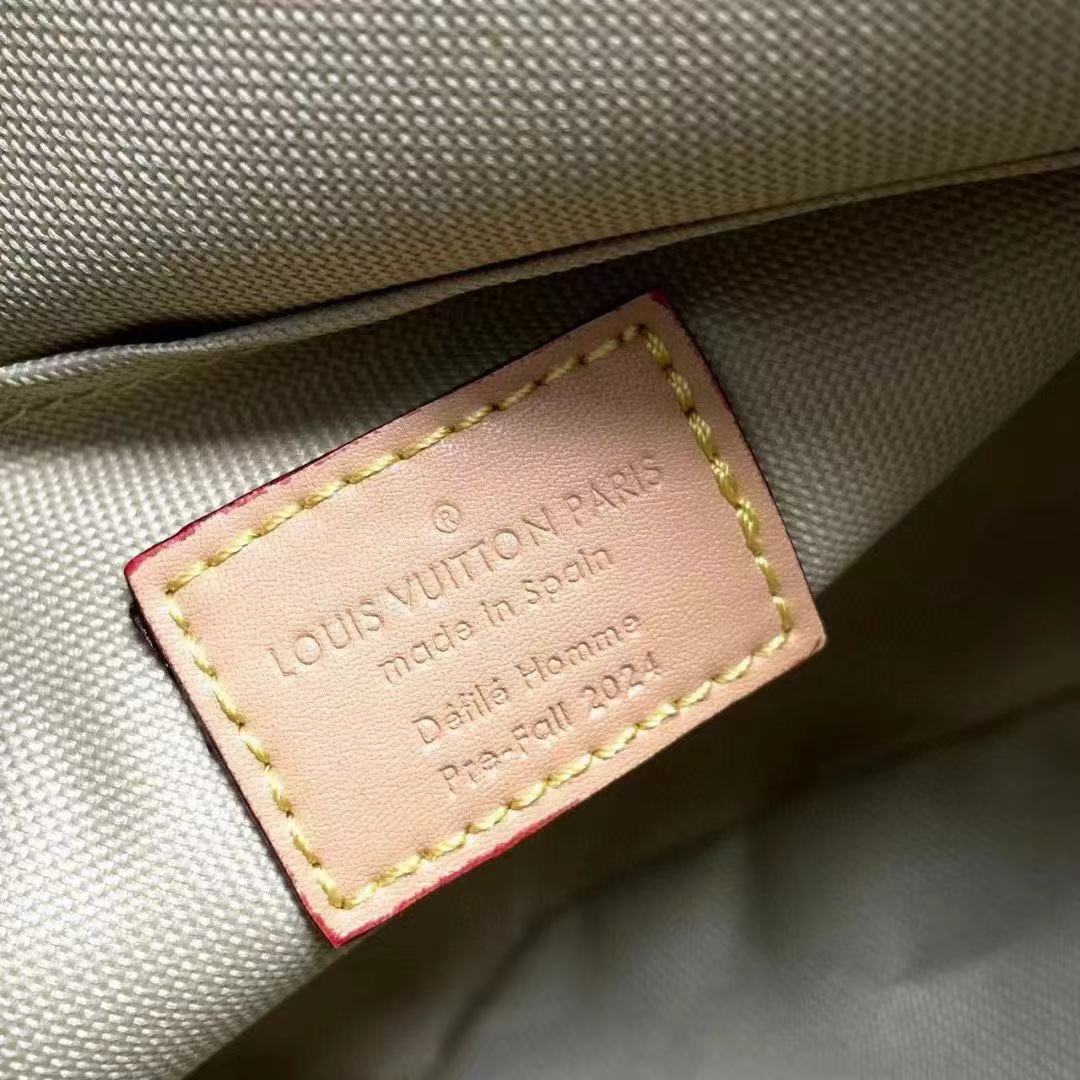 ®
LOUIS VUITTON PARIS
made in Spain
Défilé Homme
Pre-Fall 2024